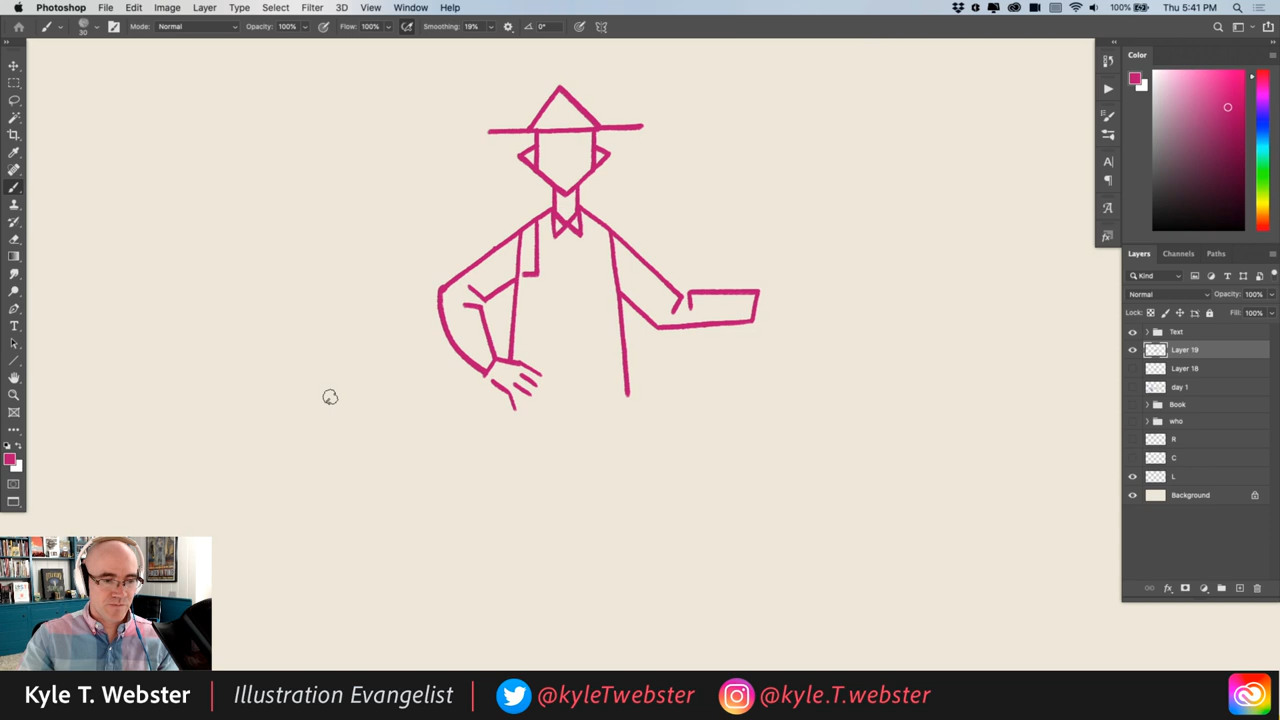 Photoshop File Edit Image Layer Type Select Filter 3D View Window Help 100% Thu 5:41 PM
30 Mode: Normal Opacity: 100% Flow: 100% Smoothing: 19% 0°
Color
Layers Channels Paths
Kind
Normal Opacity: 100%
Lock: Fill: 100%
Text
Layer 19
Layer 18
day 1
Book
who
R
C
L
Background
Kyle T. Webster | Illustration Evangelist | @kyleTwebster @kyle.T.webster